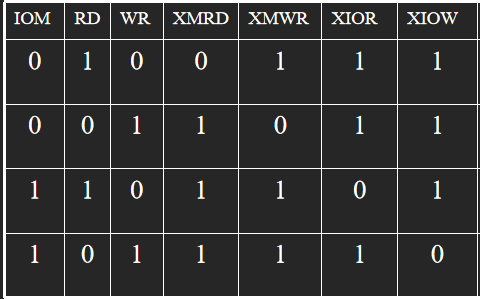 IOM RD WR XMRD XMWR XIOR XIOW
0 1 0 0 1 1 1
0 0 1 1 0 1 1
1 1 0 1 1 0 1
1 0 1 1 1 1 0